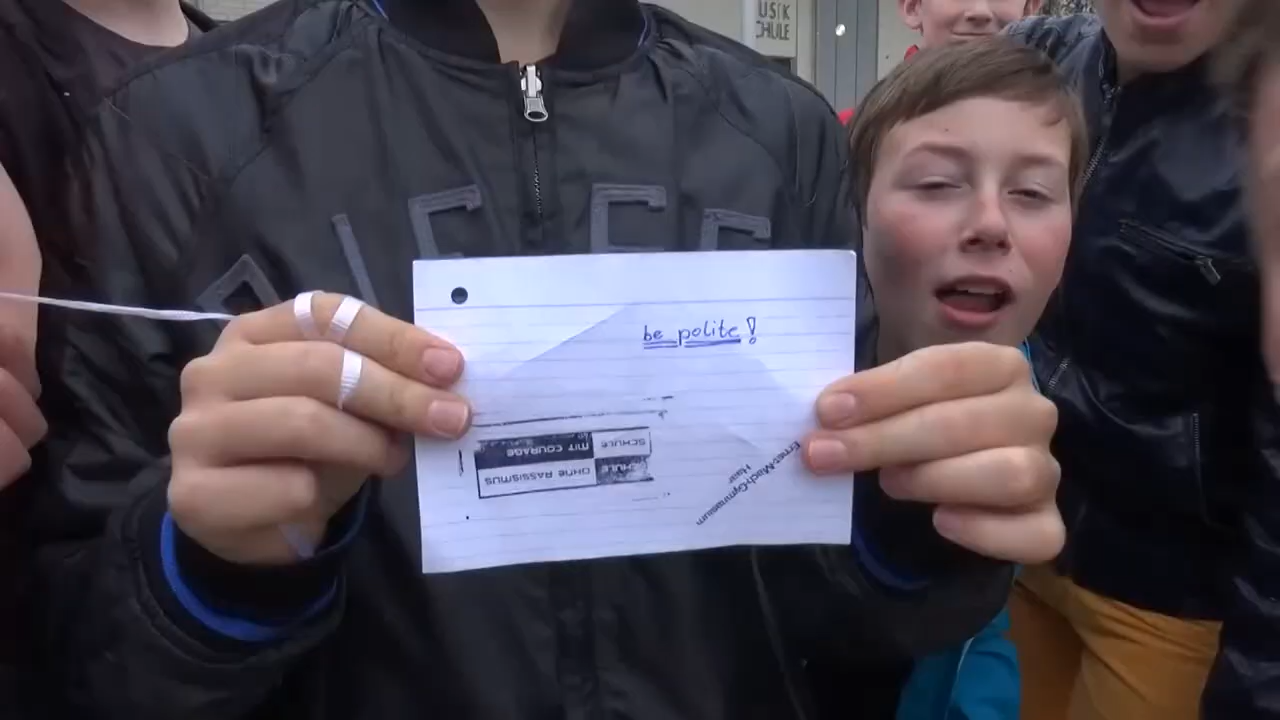 USIK
CHULE
be polite!
SCHULE
OHNE RASSISMUS
SCHULE
MIT COURAGE
Ernst-Mach-Gymnasium
Haar